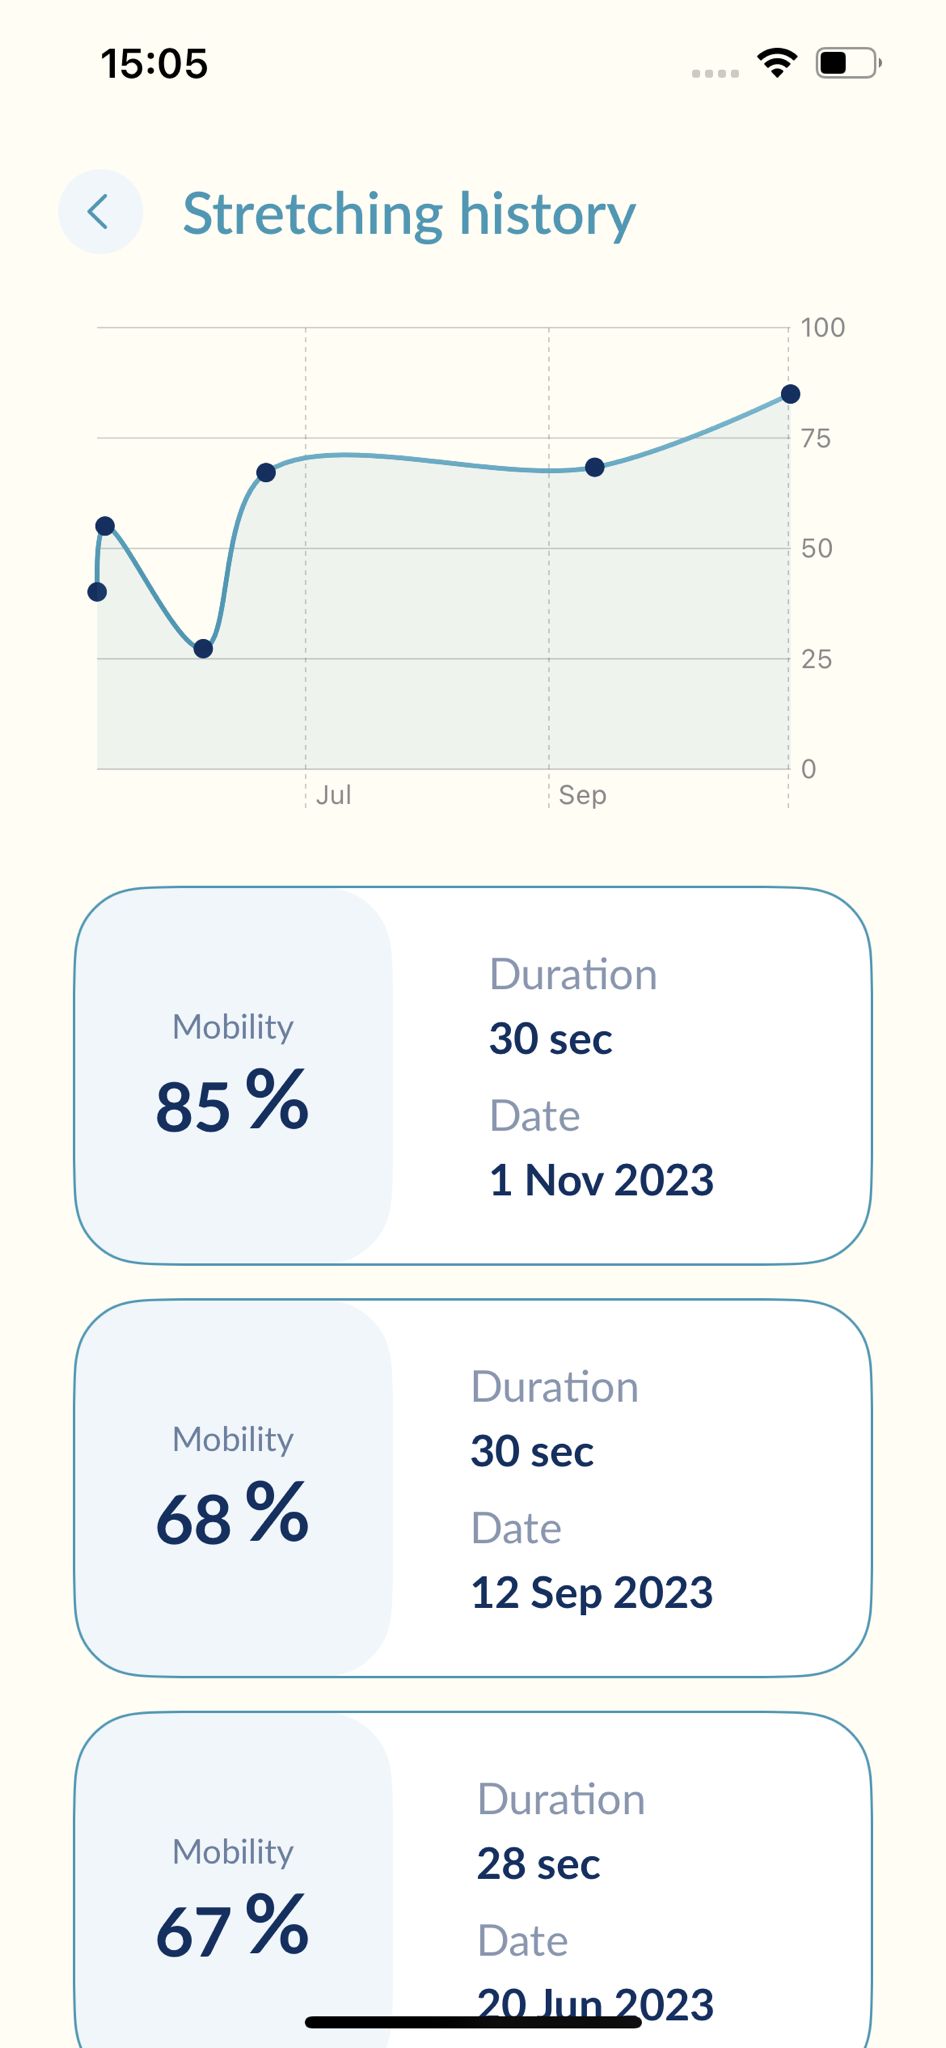 15:05
Stretching history
100
75
50
25
0
Jul
Sep
Mobility
85 %
Duration
30 sec
Date
1 Nov 2023
Mobility
68 %
Duration
30 sec
Date
12 Sep 2023
Mobility
67 %
Duration
28 sec
Date
20 Jun 2023